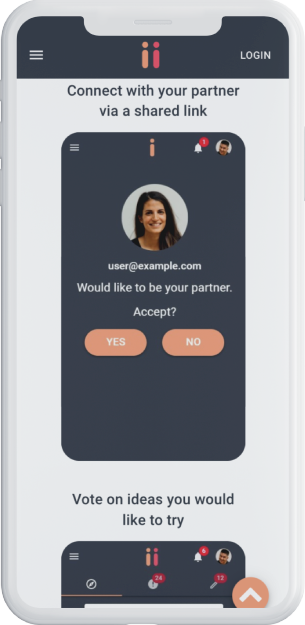 LOGIN
Connect with your partner
via a shared link
1
user@example.com
Would like to be your partner.
Accept?
YES NO
Vote on ideas you would
like to try
6
24 12